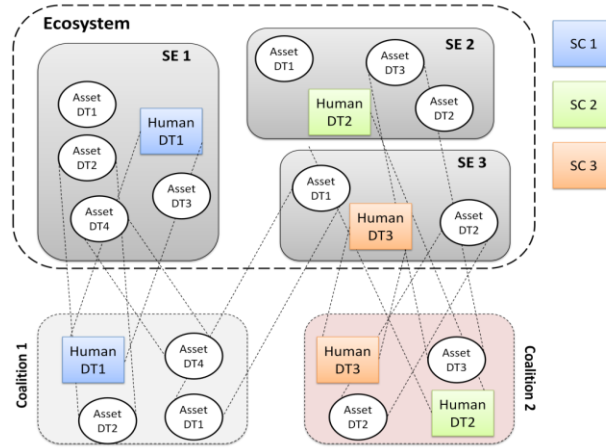 Ecosystem
SE 1
Asset
DT1
Human
DT1
Asset
DT2
Asset
DT3
Asset
DT4
SE 2
Asset
DT1
Asset
DT3
Human
DT2
Asset
DT2
SE 3
Asset
DT1
Human
DT3
Asset
DT2
SC 1
SC 2
SC 3
Coalition 1
Human
DT1
Asset
DT4
Asset
DT2
Asset
DT1
Human
DT3
Asset
DT3
Asset
DT2
Human
DT2
Coalition 2